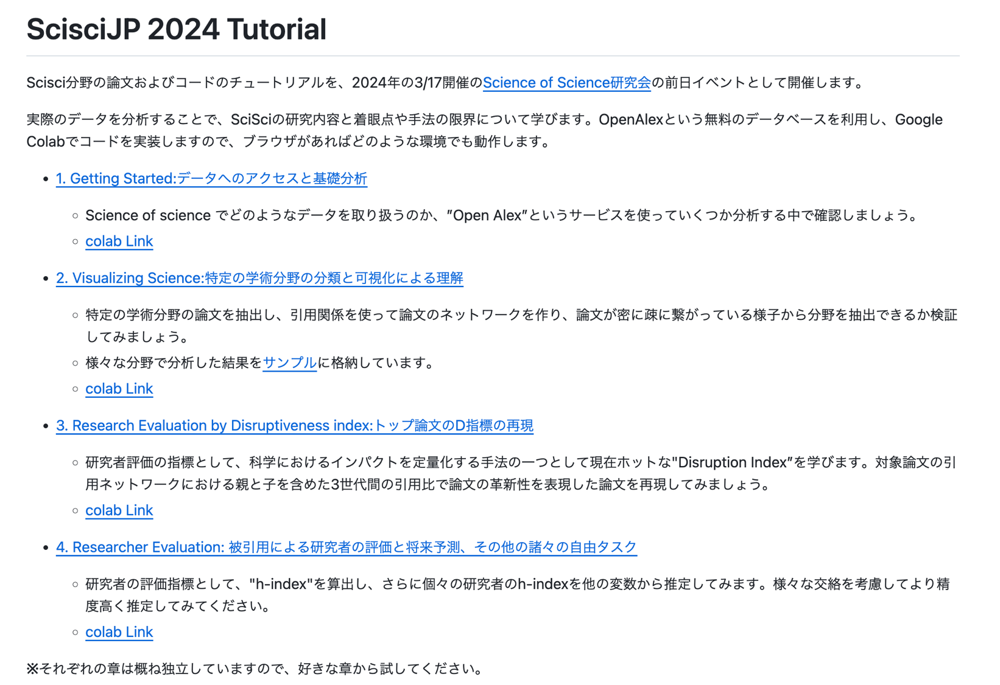 ScisciJP 2024 Tutorial
Scisci分野の論文およびコードのチュートリアルを、2024年の3/17開催のScience of Science研究会の前日イベントとして開催します。
実際のデータを分析することで、SciSciの研究内容と着眼点や手法の限界について学びます。OpenAlexという無料のデータベースを利用し、Google
Colabでコードを実装しますので、ブラウザがあればどのような環境でも動作します。
• 1. Getting Started:データへのアクセスと基礎分析
◦ Science of science でどのようなデータを取り扱うのか、”Open Alex”というサービスを使っていくつか分析する中で確認しましょう。
◦ colab Link
• 2. Visualizing Science:特定の学術分野の分類と可視化による理解
◦ 特定の学術分野の論文を抽出し、引用関係を使って論文のネットワークを作り、論文が密に疎に繋がっている様子から分野を抽出できるか検証
してみましょう。
◦ 様々な分野で分析した結果をサンプルに格納しています。
◦ colab Link
• 3. Research Evaluation by Disruptiveness index:トップ論文のD指標の再現
◦ 研究者評価の指標として、科学におけるインパクトを定量化する手法の一つとして現在ホットな"Disruption Index”を学びます。対象論文の引
用ネットワークにおける親と子を含めた3世代間の引用比で論文の革新性を表現した論文を再現してみましょう。
◦ colab Link
• 4. Researcher Evaluation: 被引用による研究者の評価と将来予測、その他の諸々の自由タスク
◦ 研究者の評価指標として、"h-index"を算出し、さらに個々の研究者のh-indexを他の変数から推定してみます。様々な交絡を考慮してより精
度高く推定してみてください。
◦ colab Link
※それぞれの章は概ね独立していますので、好きな章から試してください。